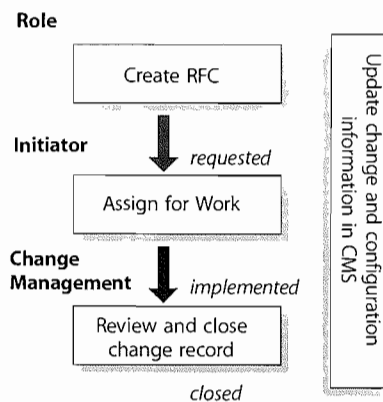 Role
Create RFC
Initiator
requested
Assign for Work
Change
Management
implemented
Review and close
change record
closed
Update change and configuration
information in CMS